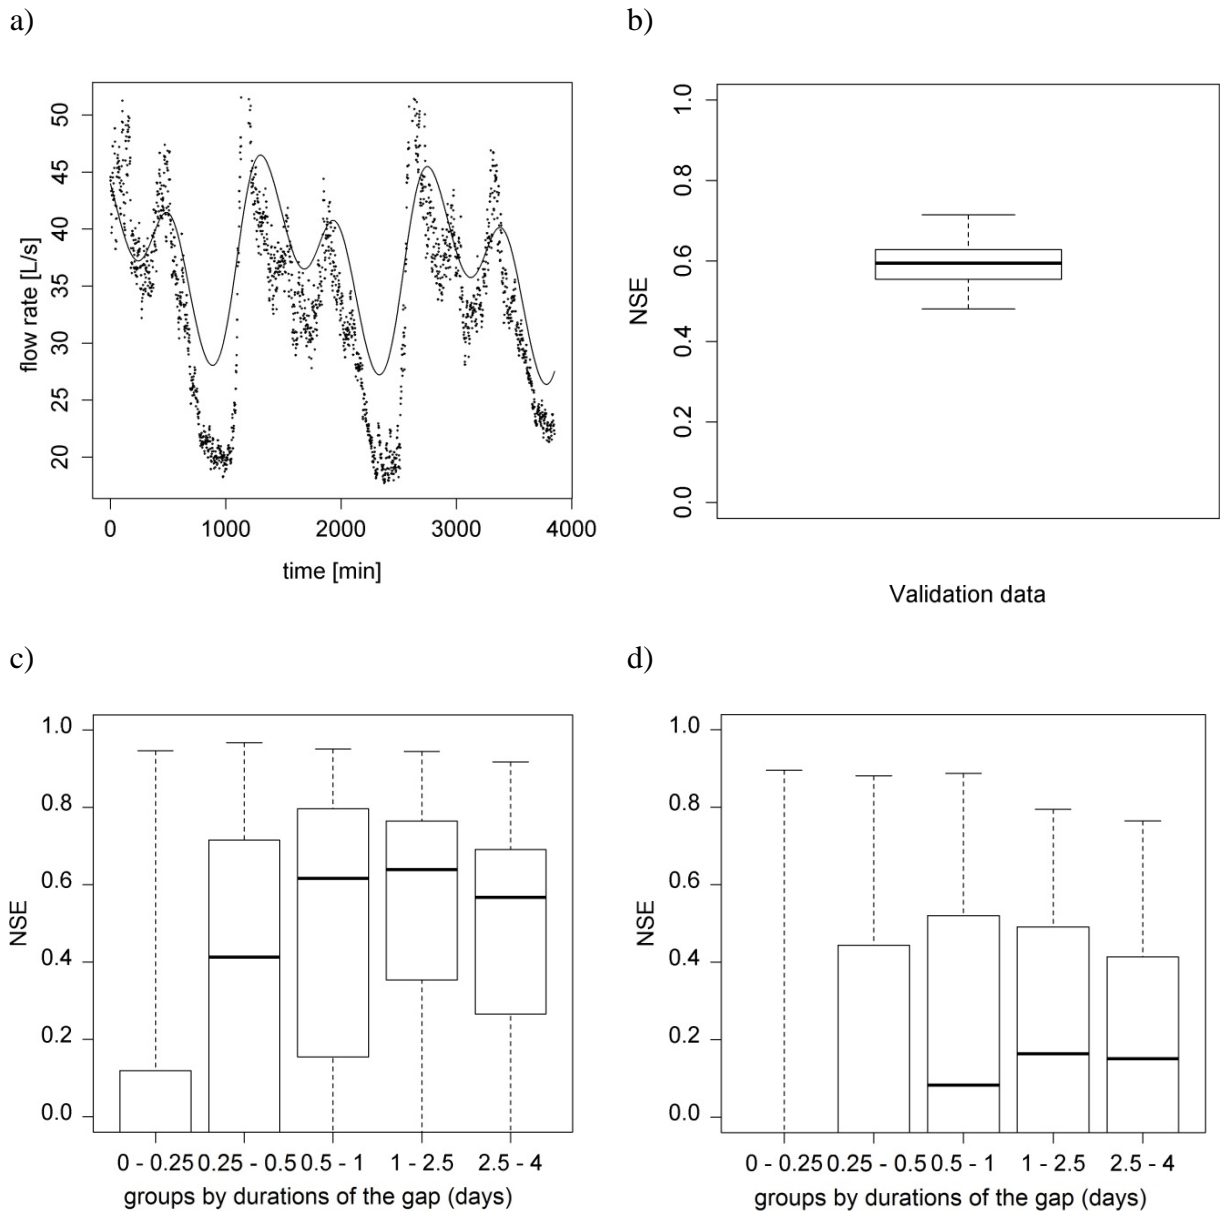 a)
50
45
40
35
30
25
20
flow rate [L/s]
0 1000 2000 3000 4000
time [min]
b)
1.0
0.8
0.6
0.4
0.2
0.0
NSE
Validation data
c)
1.0
0.8
0.6
0.4
0.2
0.0
NSE
0 - 0.25 0.25 - 0.5 0.5 - 1 1 - 2.5 2.5 - 4
groups by durations of the gap (days)
d)
1.0
0.8
0.6
0.4
0.2
0.0
NSE
0 - 0.25 0.25 - 0.5 0.5 - 1 1 - 2.5 2.5 - 4
groups by durations of the gap (days)